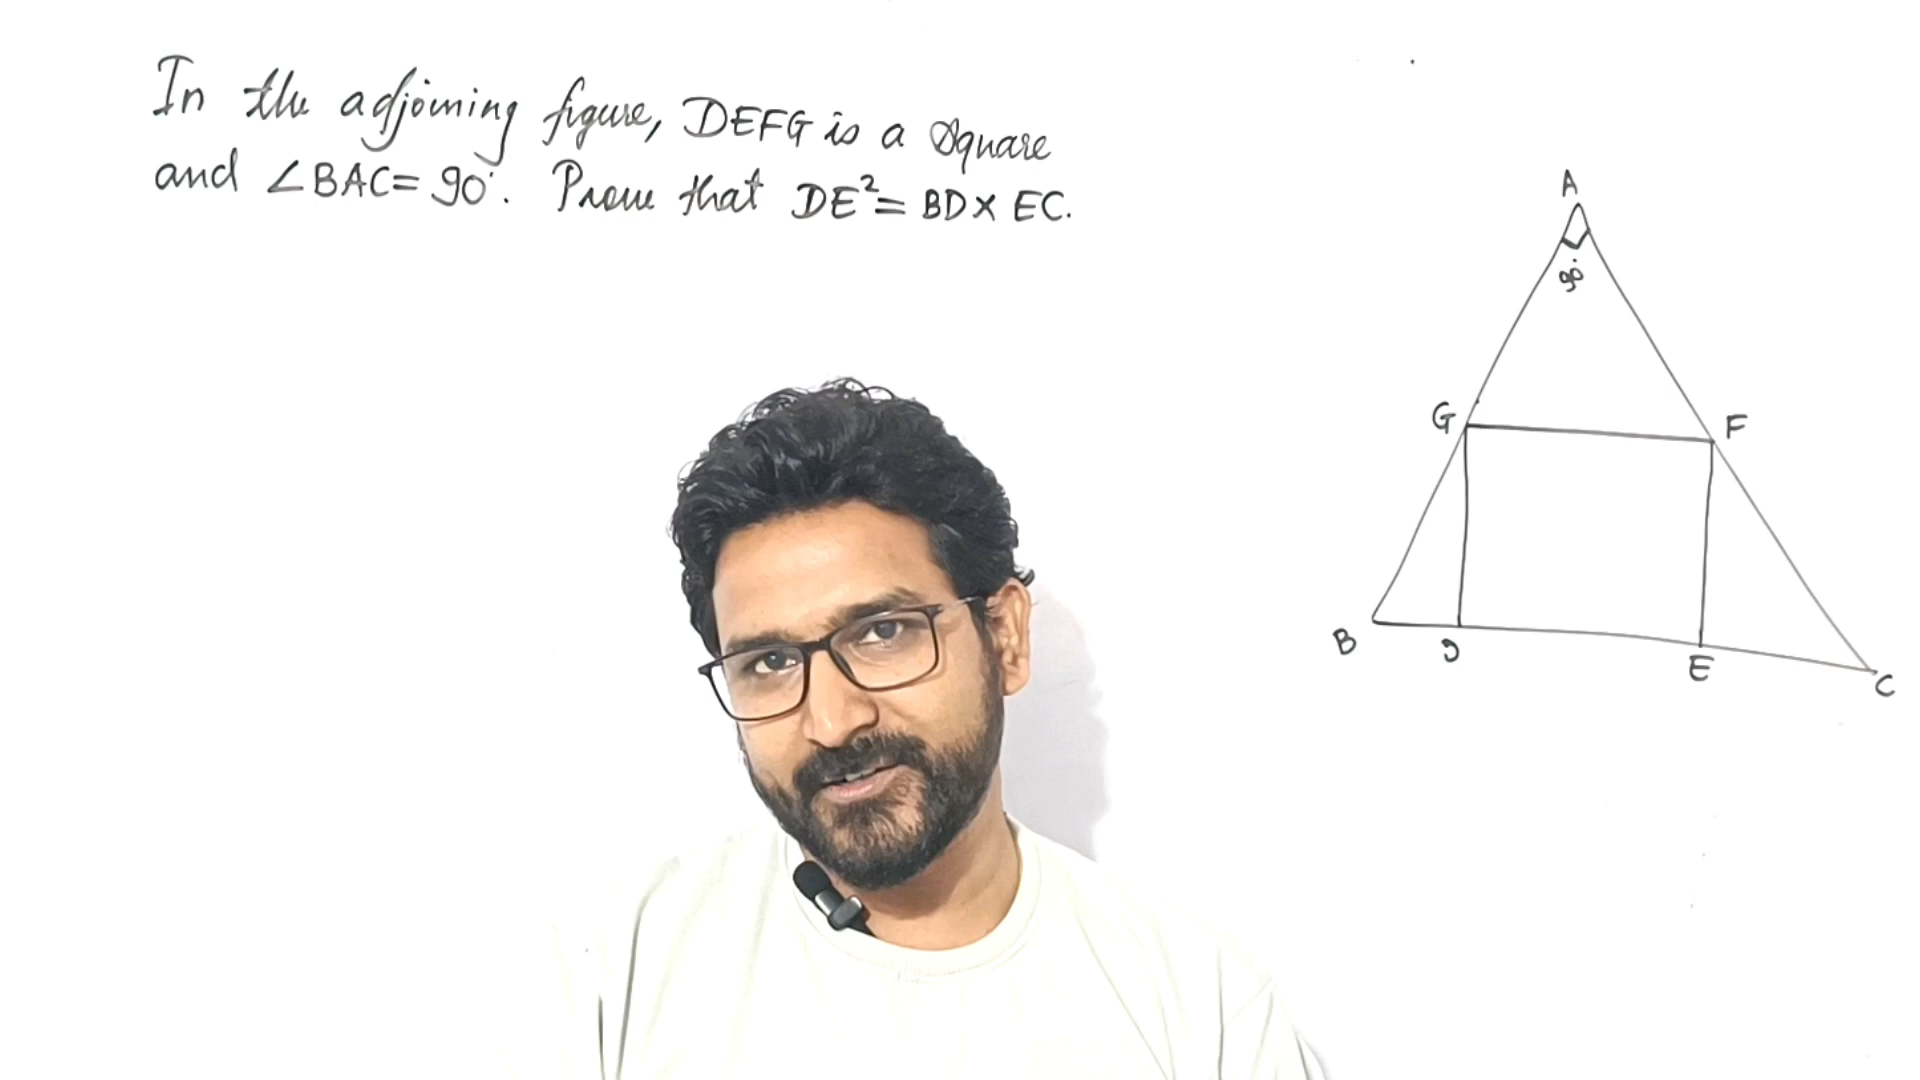 In the adjoining figure, DEFG is a square
and ∠BAC = 90°. Prove that DE² = BD × EC.
A
90°
G
F
B
D
E
C